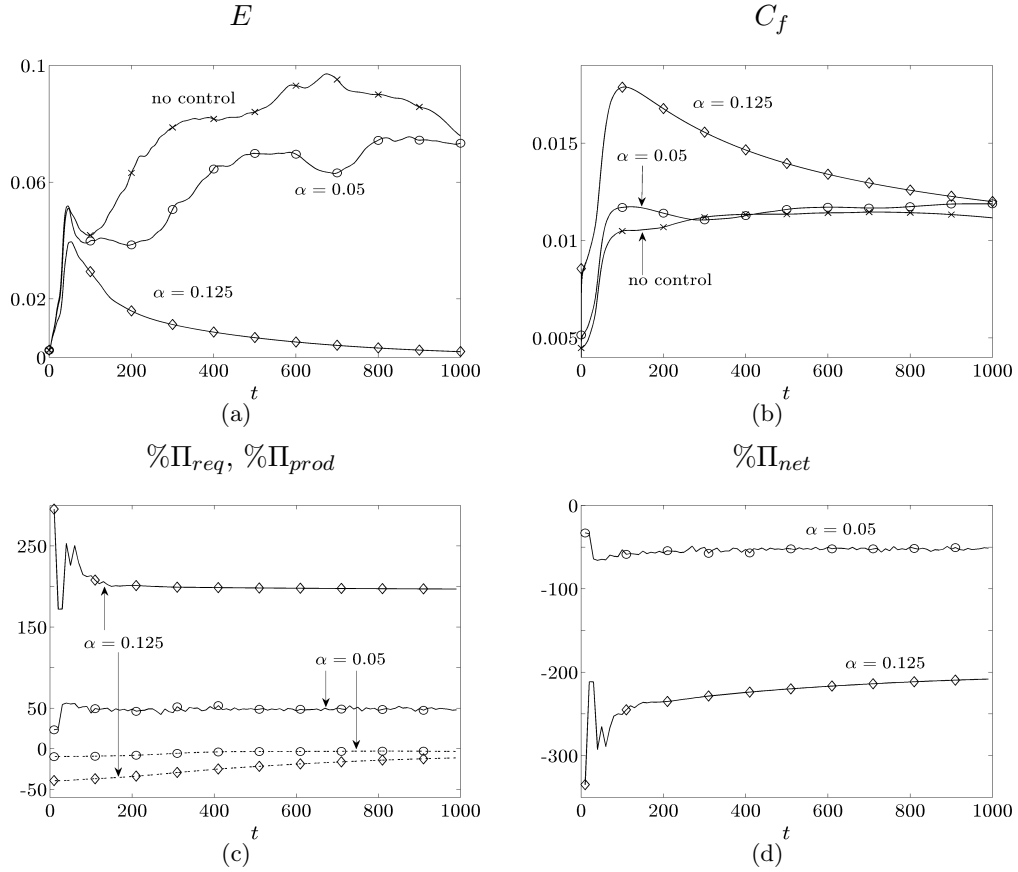 E
C_f
0.1
0.06
0.02
0
no control
α = 0.05
α = 0.125
0 200 400 600 800 1000
t
(a)
0.015
0.01
0.005
α = 0.125
α = 0.05
no control
0 200 400 600 800 1000
t
(b)
%Π_req, %Π_prod
%Π_net
250
150
50
0
-50
α = 0.125
α = 0.05
0 200 400 600 800 1000
t
(c)
0
-100
-200
-300
α = 0.05
α = 0.125
0 200 400 600 800 1000
t
(d)